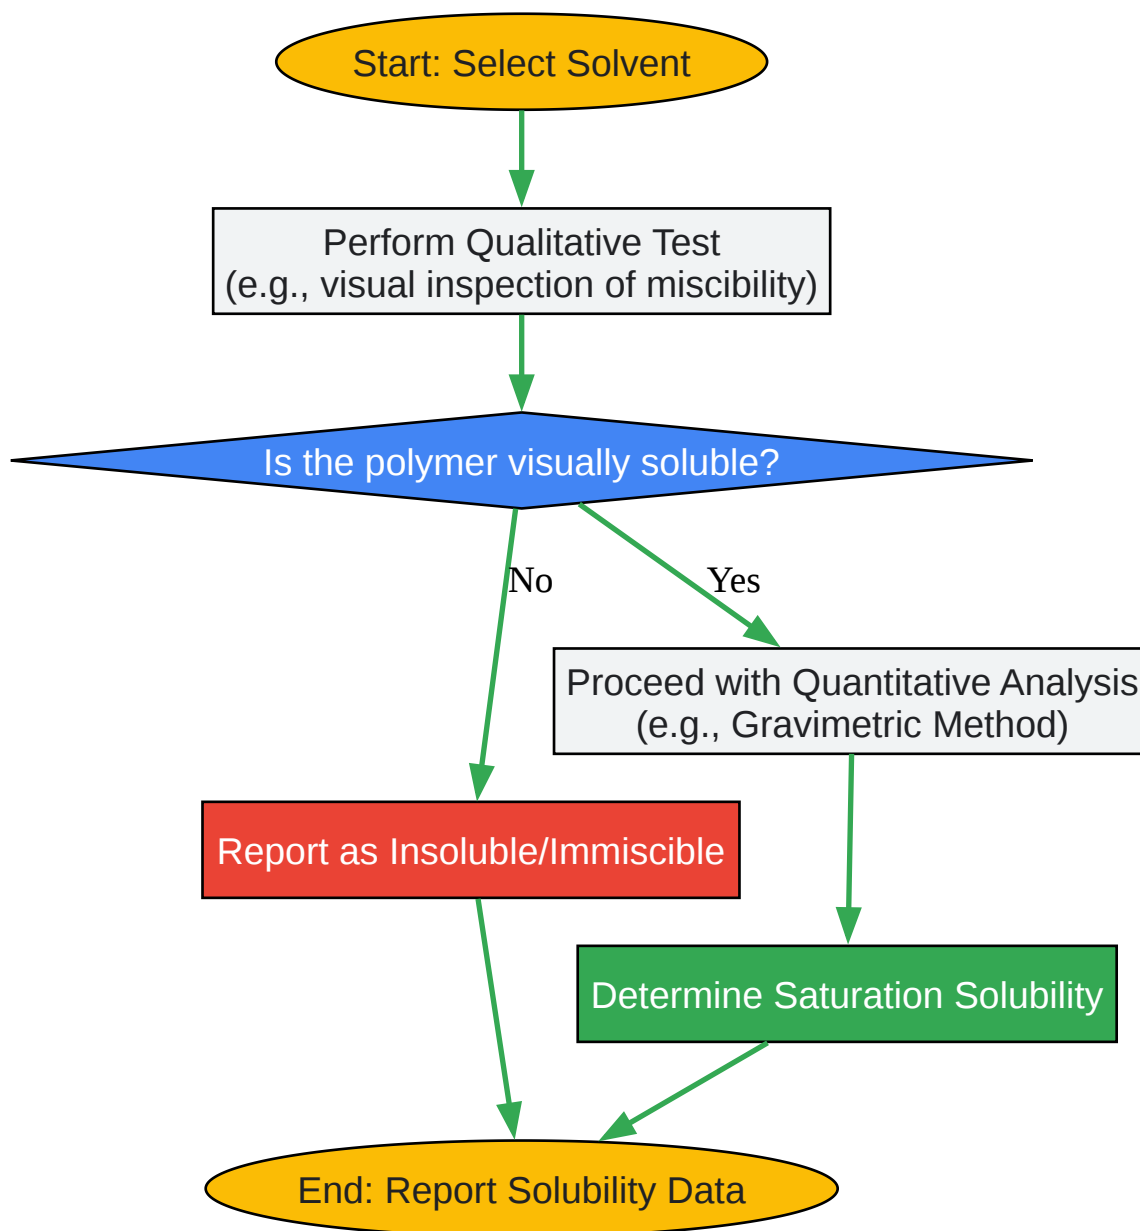 Start: Select Solvent
Perform Qualitative Test
(e.g., visual inspection of miscibility)
Is the polymer visually soluble?
No
Yes
Proceed with Quantitative Analysis
(e.g., Gravimetric Method)
Report as Insoluble/Immiscible
Determine Saturation Solubility
End: Report Solubility Data